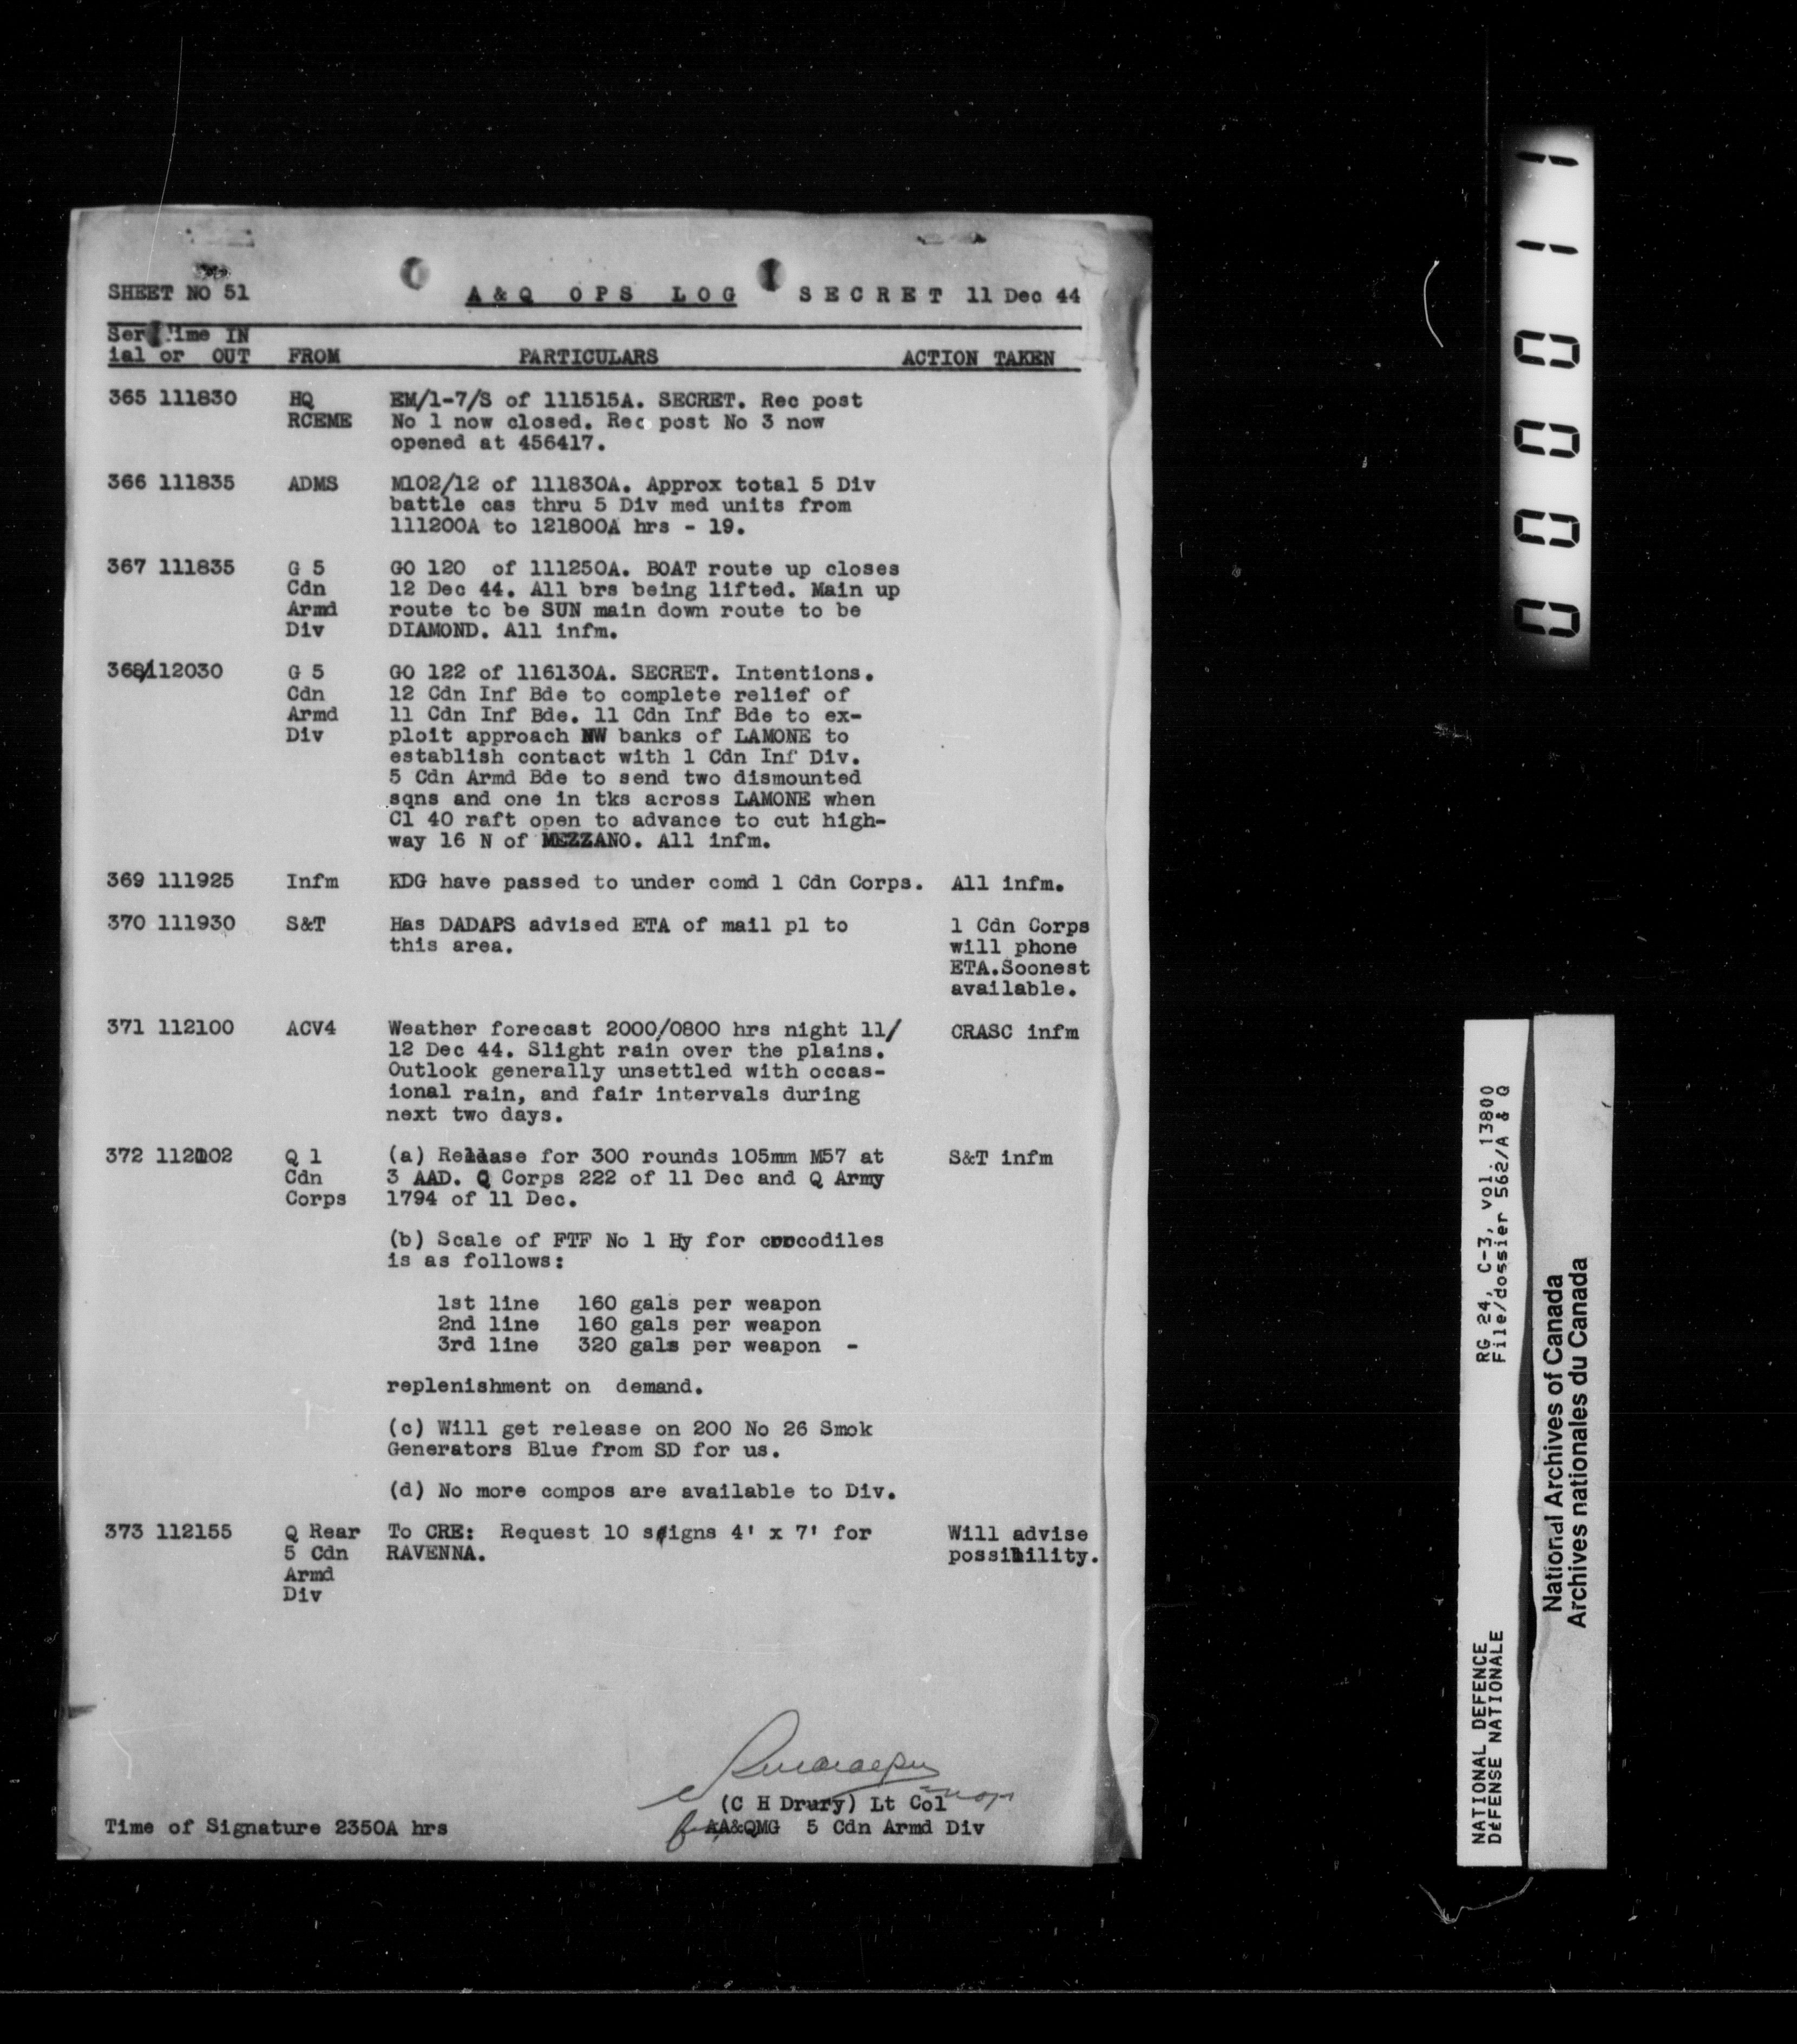 SHEET NO 51 A & Q OPS LOG SECRET 11 Dec 44
Ser Time IN
ial or OUT FROM PARTICULARS ACTION TAKEN
365 111830 HQ EM/1-7/S of 111515A. SECRET. Rec post
RCEME No 1 now closed. Rec post No 3 now
opened at 456417.
366 111835 ADMS M102/12 of 111830A. Approx total 5 Div
battle cas thru 5 Div med units from
111200A to 121800A hrs - 19.
367 111835 G 5 GO 120 of 111250A. BOAT route up closes
Cdn 12 Dec 44. All brs being lifted. Main up
Armd route to be SUN main down route to be
Div DIAMOND. All infm.
368/112030 G 5 GO 122 of 116130A. SECRET. Intentions.
Cdn 12 Cdn Inf Bde to complete relief of
Armd 11 Cdn Inf Bde. 11 Cdn Inf Bde to ex-
Div ploit approach NW banks of LAMONE to
establish contact with 1 Cdn Inf Div.
5 Cdn Armd Bde to send two dismounted
sqns and one in tks across LAMONE when
Cl 40 raft open to advance to cut high-
way 16 N of MEZZANO. All infm.
369 111925 Infm KDG have passed to under comd 1 Cdn Corps. All infm.
370 111930 S&T Has DADAPS advised ETA of mail pl to 1 Cdn Corps
this area. will phone
ETA.Soonest
available.
371 112100 ACV4 Weather forecast 2000/0800 hrs night 11/ CRASC infm
12 Dec 44. Slight rain over the plains.
Outlook generally unsettled with occas-
ional rain, and fair intervals during
next two days.
372 112102 Q 1 (a) Release for 300 rounds 105mm M57 at S&T infm
Cdn 3 AAD. Q Corps 222 of 11 Dec and Q Army
Corps 1794 of 11 Dec.
(b) Scale of FTF No 1 Hy for crocodiles
is as follows:
1st line 160 gals per weapon
2nd line 160 gals per weapon
3rd line 320 gals per weapon -
replenishment on demand.
(c) Will get release on 200 No 26 Smok
Generators Blue from SD for us.
(d) No more compos are available to Div.
373 112155 Q Rear To CRE: Request 10 signs 4' x 7' for Will advise
5 Cdn RAVENNA. possibility.
Armd
Div
(C H Drury) Lt Col
Time of Signature 2350A hrs AA&QMG 5 Cdn Armd Div
000011
RG 24, C-3, vol. 13800
File/dossier 562/A & Q
NATIONAL DEFENCE
DÉFENSE NATIONALE
National Archives of Canada
Archives nationales du Canada